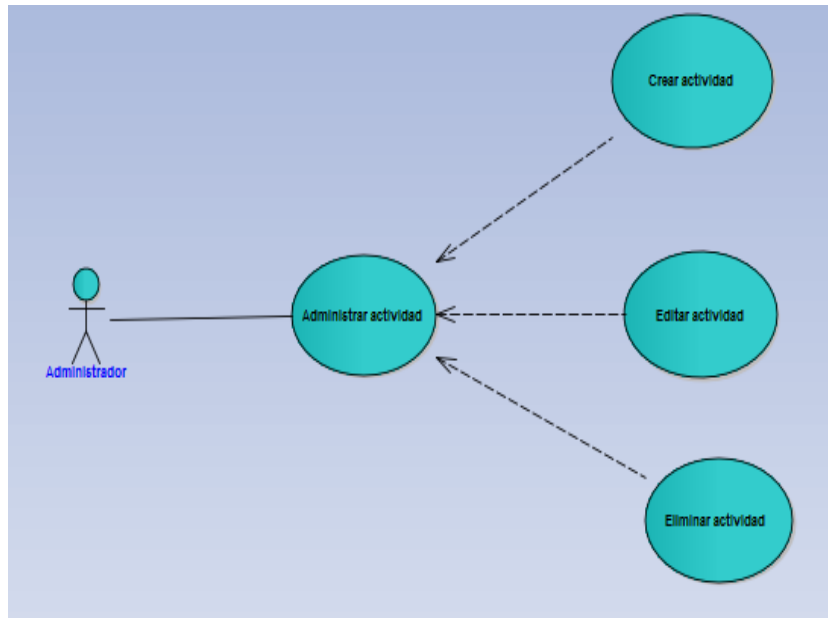 Crear actividad
Administrar actividad
Editar actividad
Administrador
Eliminar actividad